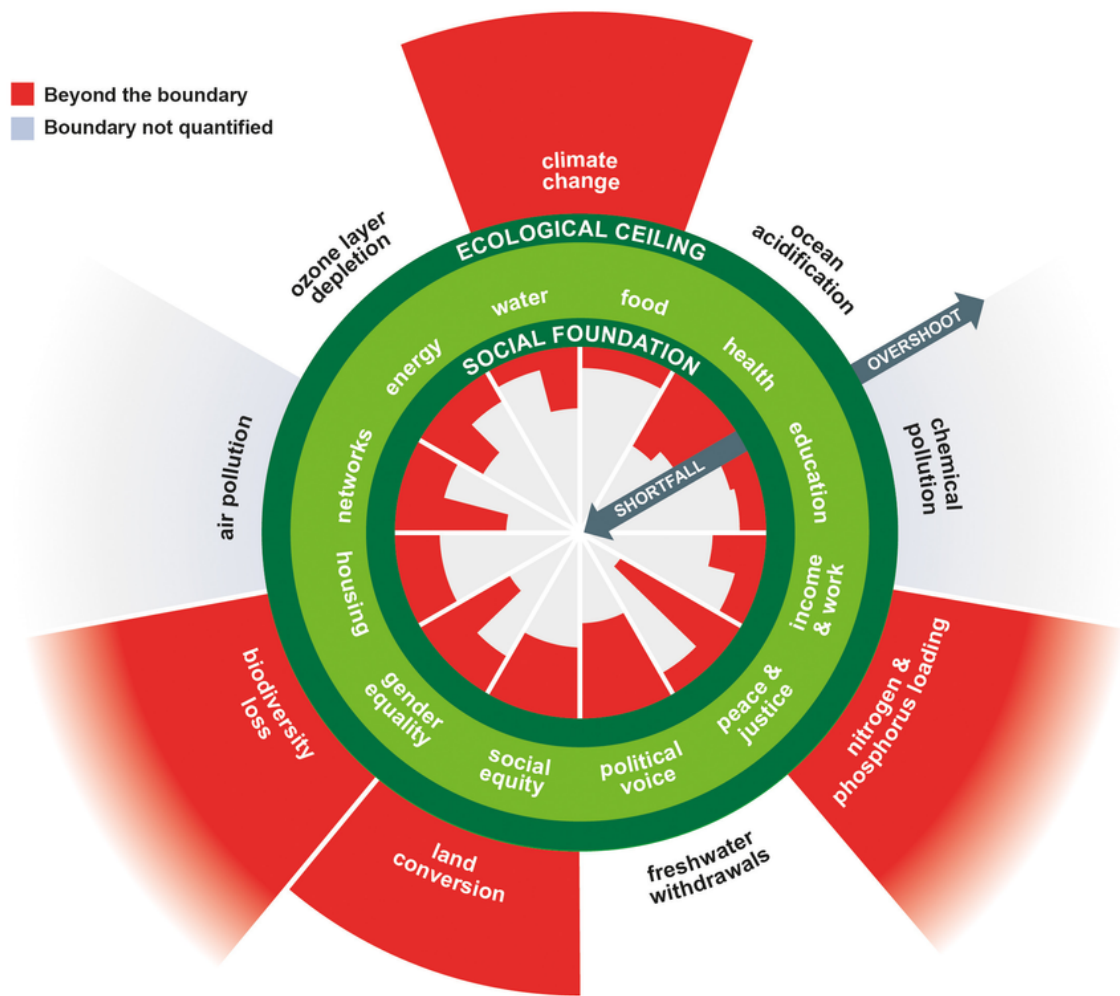 Beyond the boundary
Boundary not quantified
climate
change
ECOLOGICAL CEILING
ozone layer
depletion
ocean
acidification
OVERSHOOT
water
food
SOCIAL FOUNDATION
energy
health
networks
education
SHORTFALL
air pollution
chemical
pollution
housing
income
& work
gender
equality
peace &
justice
social
equity
political
voice
biodiversity
loss
nitrogen &
phosphorus loading
land
conversion
freshwater
withdrawals